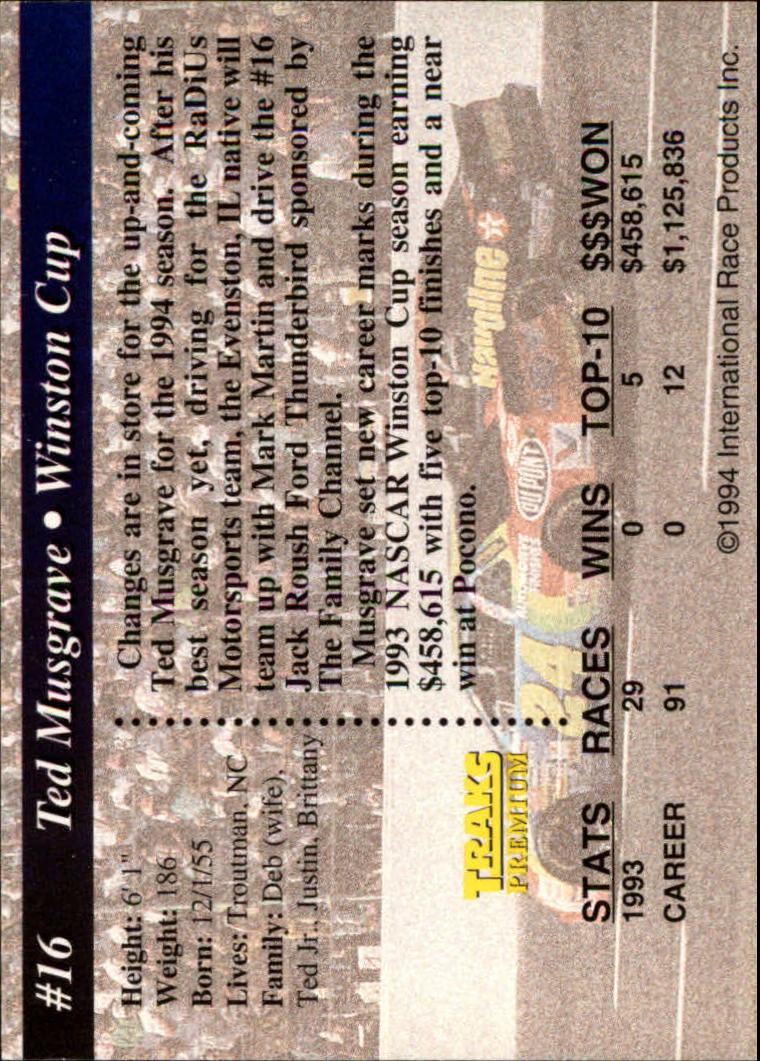 #16 Ted Musgrave • Winston Cup
Height: 6' 1"
Weight: 186
Born: 12/1/55
Lives: Troutman, NC
Family: Deb (wife),
Ted Jr., Justin, Brittany
Changes are in store for the up-and-coming
Ted Musgrave for the 1994 season. After his
best season yet, driving for the RaDiUs
Motorsports team, the Evenston, IL native will
team up with Mark Martin and drive the #16
Jack Roush Ford Thunderbird sponsored by
The Family Channel.
Musgrave set new career marks during the
1993 NASCAR Winston Cup season earning
$458,615 with five top-10 finishes and a near
win at Pocono.
TRAKS
PREMIUM
Havoline
DU PONT
24
STATS RACES WINS TOP-10 $$$WON
1993 29 0 5 $458,615
CAREER 91 0 12 $1,125,836
©1994 International Race Products Inc.